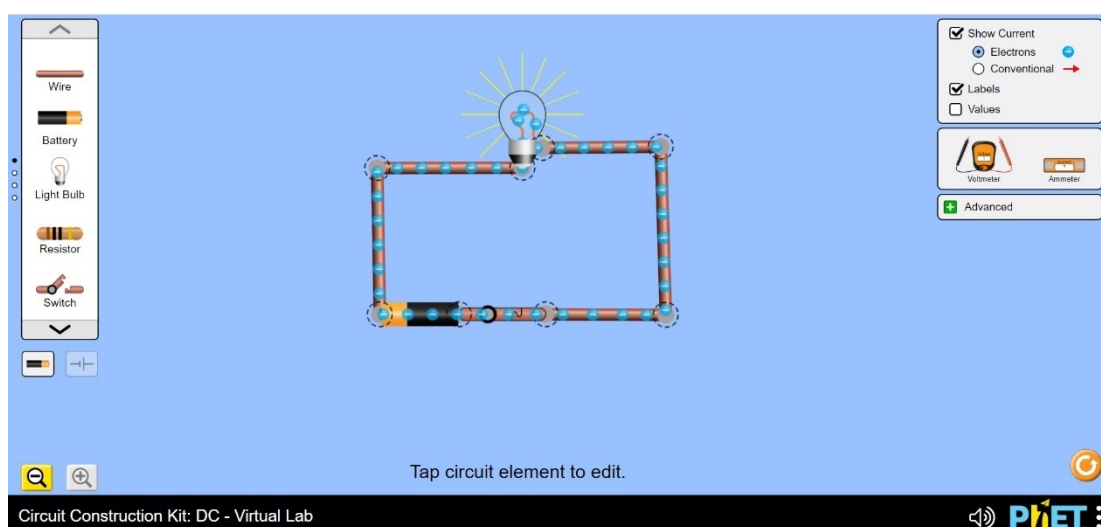 Wire
Battery
Light Bulb
Resistor
Switch
Show Current
Electrons
Conventional
Labels
Values
Voltmeter
Ammeter
Advanced
Tap circuit element to edit.
Circuit Construction Kit: DC - Virtual Lab
PhET